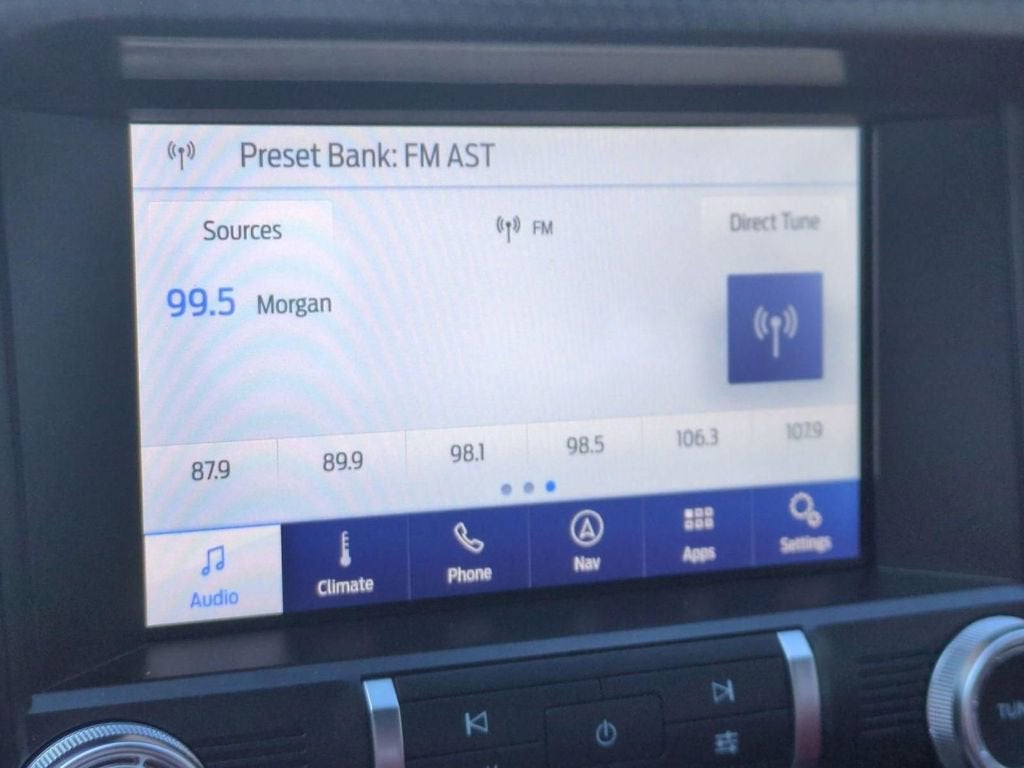 Preset Bank: FM AST
Sources
FM
Direct Tune
99.5 Morgan
87.9
89.9
98.1
98.5
106.3
107.9
Audio
Climate
Phone
Nav
Apps
Settings